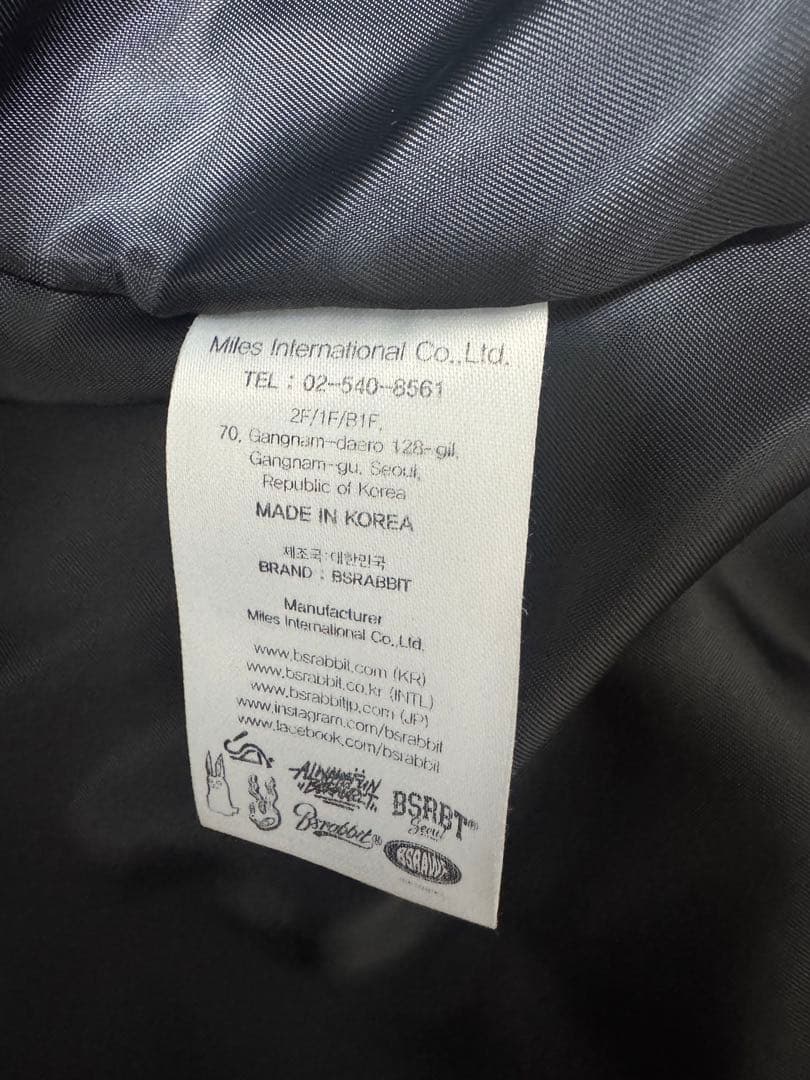 Miles International Co.,Ltd.
TEL : 02-540-8561
2F/1F/B1F,
70, Gangnam-daero 128-gil,
Gangnam-gu, Seoul,
Republic of Korea
MADE IN KOREA
제조국:대한민국
BRAND : BSRABBIT
Manufacturer
Miles International Co.,Ltd.
www.bsrabbit.com (KR)
www.bsrabbit.co.kr (INTL)
www.bsrabbitjp.com (JP)
www.instagram.com/bsrabbit
www.facebook.com/bsrabbit
BSRBT®
Seoul
Bsrabbit®